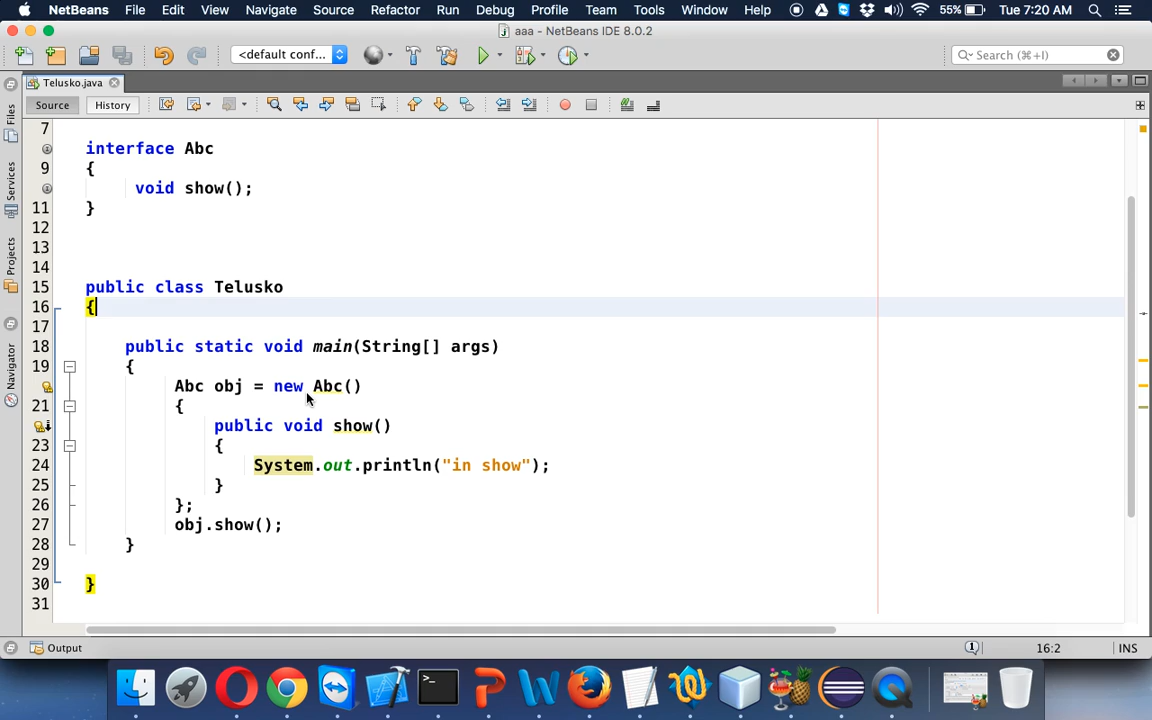 NetBeans File Edit View Navigate Source Refactor Run Debug Profile Team Tools Window Help 55% Tue 7:20 AM
aaa - NetBeans IDE 8.0.2
<default conf... Search (⌘+I)
Telusko.java
Source History
Files
Services
Projects
Navigator
7
interface Abc
9 {
void show();
11 }
12
13
14
15 public class Telusko
16 {
17
18 public static void main(String[] args)
19 {
Abc obj = new Abc()
21 {
public void show()
23 {
24 System.out.println("in show");
25 }
26 };
27 obj.show();
28 }
29
30 }
31
Output 16:2 INS